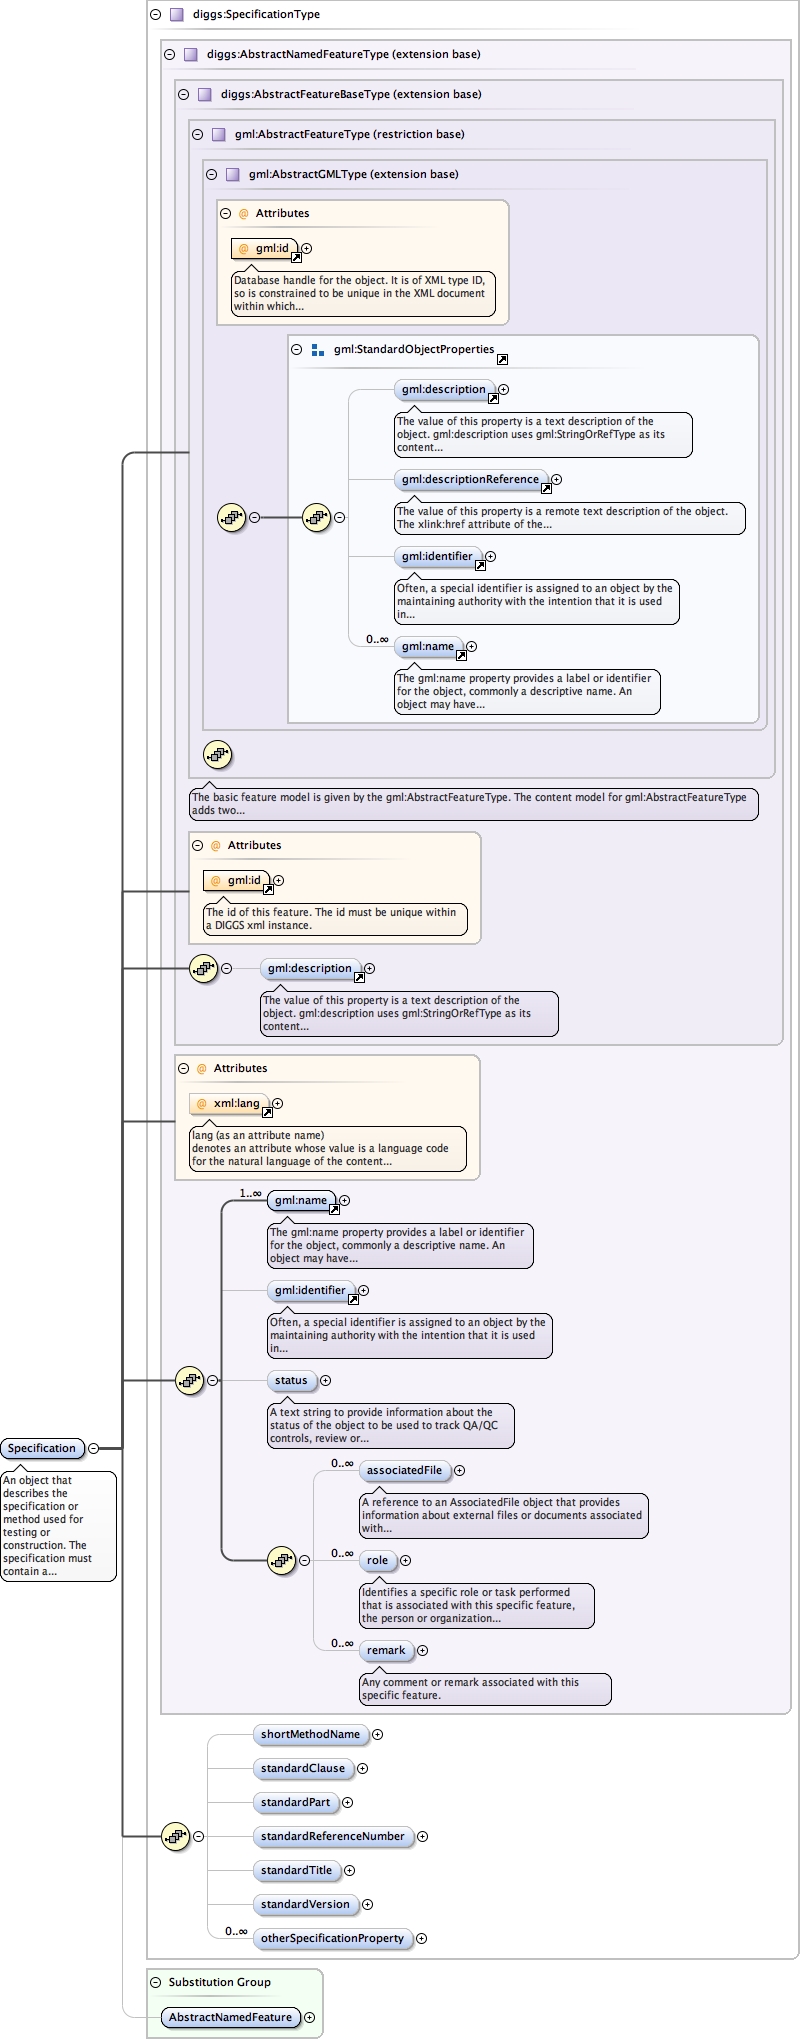 diggs:SpecificationType
diggs:AbstractNamedFeatureType (extension base)
diggs:AbstractFeatureBaseType (extension base)
gml:AbstractFeatureType (restriction base)
gml:AbstractGMLType (extension base)
@ Attributes
@ gml:id
Database handle for the object. It is of XML type ID,
so is constrained to be unique in the XML document
within which...
gml:StandardObjectProperties
gml:description
The value of this property is a text description of the
object. gml:description uses gml:StringOrRefType as its
content...
gml:descriptionReference
The value of this property is a remote text description of the object.
The xlink:href attribute of the...
gml:identifier
Often, a special identifier is assigned to an object by the
maintaining authority with the intention that it is used
in...
0..∞
gml:name
The gml:name property provides a label or identifier
for the object, commonly a descriptive name. An
object may have...
The basic feature model is given by the gml:AbstractFeatureType. The content model for gml:AbstractFeatureType
adds two...
@ Attributes
@ gml:id
The id of this feature. The id must be unique within
a DIGGS xml instance.
gml:description
The value of this property is a text description of the
object. gml:description uses gml:StringOrRefType as its
content...
@ Attributes
@ xml:lang
lang (as an attribute name)
denotes an attribute whose value is a language code
for the natural language of the content...
1..∞
gml:name
The gml:name property provides a label or identifier
for the object, commonly a descriptive name. An
object may have...
gml:identifier
Often, a special identifier is assigned to an object by the
maintaining authority with the intention that it is used
in...
status
A text string to provide information about the
status of the object to be used to track QA/QC
controls, review or...
Specification
An object that
describes the
specification or
method used for
testing or
construction. The
specification must
contain a...
0..∞
associatedFile
A reference to an AssociatedFile object that provides
information about external files or documents associated
with...
0..∞
role
Identifies a specific role or task performed
that is associated with this specific feature,
the person or organization...
0..∞
remark
Any comment or remark associated with this
specific feature.
shortMethodName
standardClause
standardPart
standardReferenceNumber
standardTitle
standardVersion
0..∞
otherSpecificationProperty
Substitution Group
AbstractNamedFeature